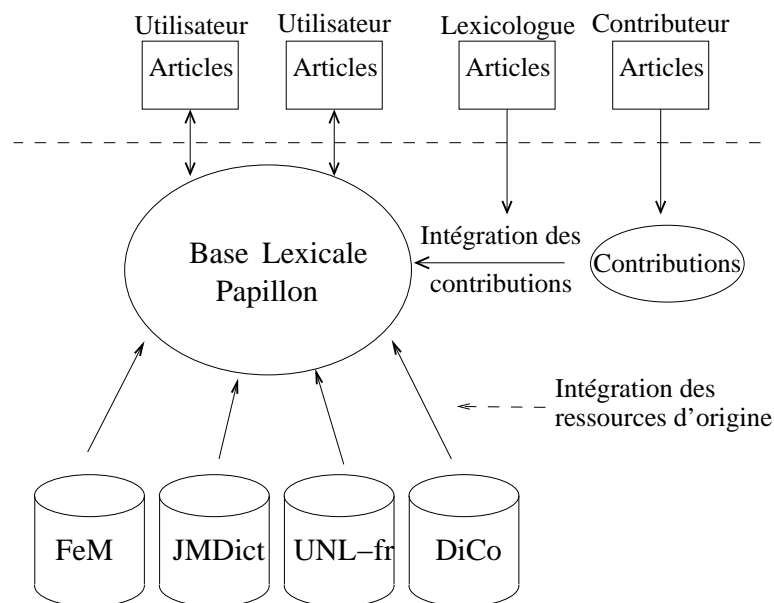 Utilisateur
Utilisateur
Lexicologue
Contributeur
Articles
Articles
Articles
Articles
Base Lexicale
Papillon
Intégration des
contributions
Contributions
Intégration des
ressources d'origine
FeM
JMDict
UNL-fr
DiCo